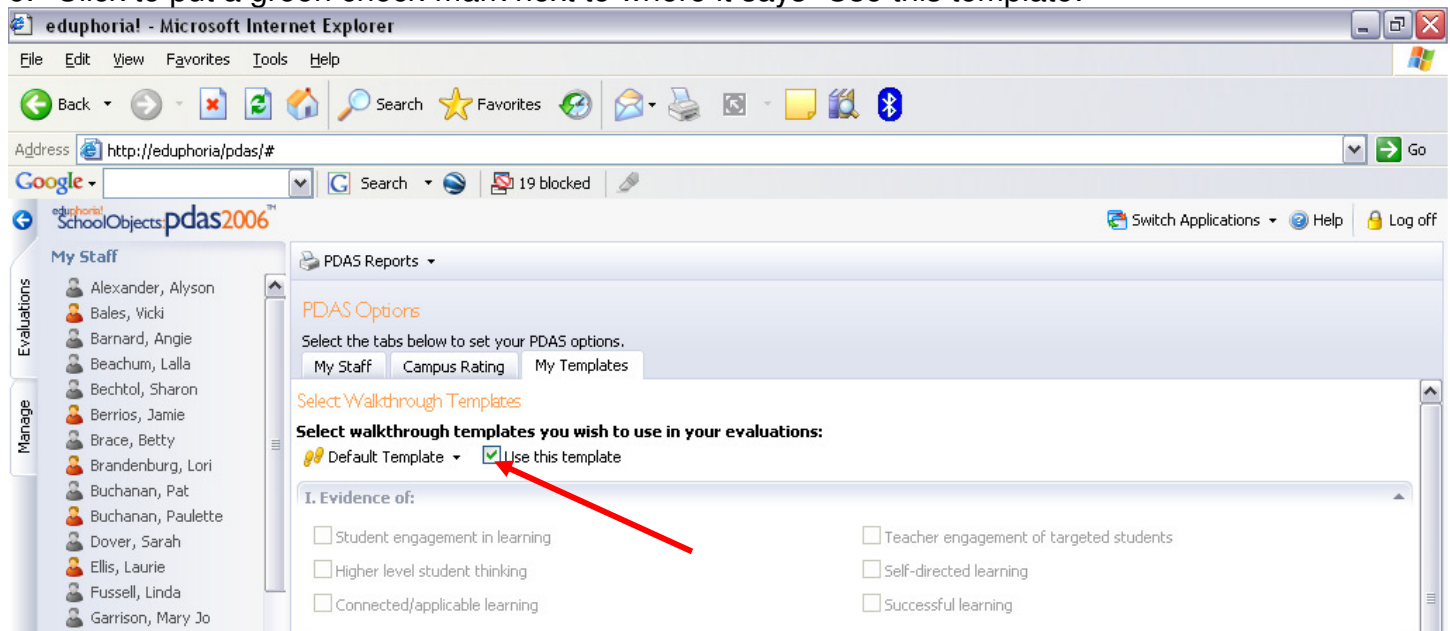 eduphoria! - Microsoft Internet Explorer
File Edit View Favorites Tools Help
Back Search Favorites
Address http://eduphoria/pdas/# Go
Google Search 19 blocked
eduphoria! SchoolObjects:pdas2006™ Switch Applications Help Log off
Evaluations
Manage
My Staff
Alexander, Alyson
Bales, Vicki
Barnard, Angie
Beachum, Lalla
Bechtol, Sharon
Berrios, Jamie
Brace, Betty
Brandenburg, Lori
Buchanan, Pat
Buchanan, Paulette
Dover, Sarah
Ellis, Laurie
Fussell, Linda
Garrison, Mary Jo
PDAS Reports
PDAS Options
Select the tabs below to set your PDAS options.
My Staff Campus Rating My Templates
Select Walkthrough Templates
Select walkthrough templates you wish to use in your evaluations:
Default Template Use this template
I. Evidence of:
Student engagement in learning Teacher engagement of targeted students
Higher level student thinking Self-directed learning
Connected/applicable learning Successful learning